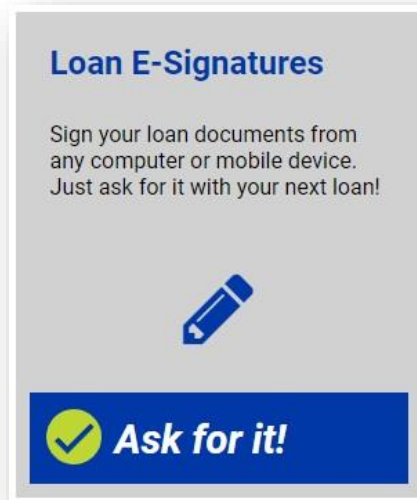 Loan E-Signatures
Sign your loan documents from
any computer or mobile device.
Just ask for it with your next loan!
Ask for it!